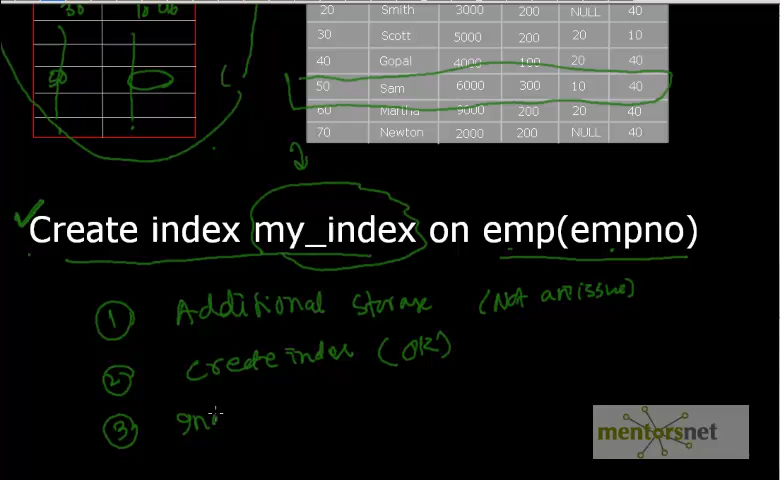 30
20 Smith 3000 200 NULL 40
30 Scott 5000 200 20 10
40 Gopal 4000 100 20 40
50 Sam 6000 300 10 40
60 Martha 9000 200 20 40
70 Newton 2000 200 NULL 40
50
Create index my_index on emp(empno)
1 Additional storage (Not an issue)
2 Create index (OK)
3
mentorsnet